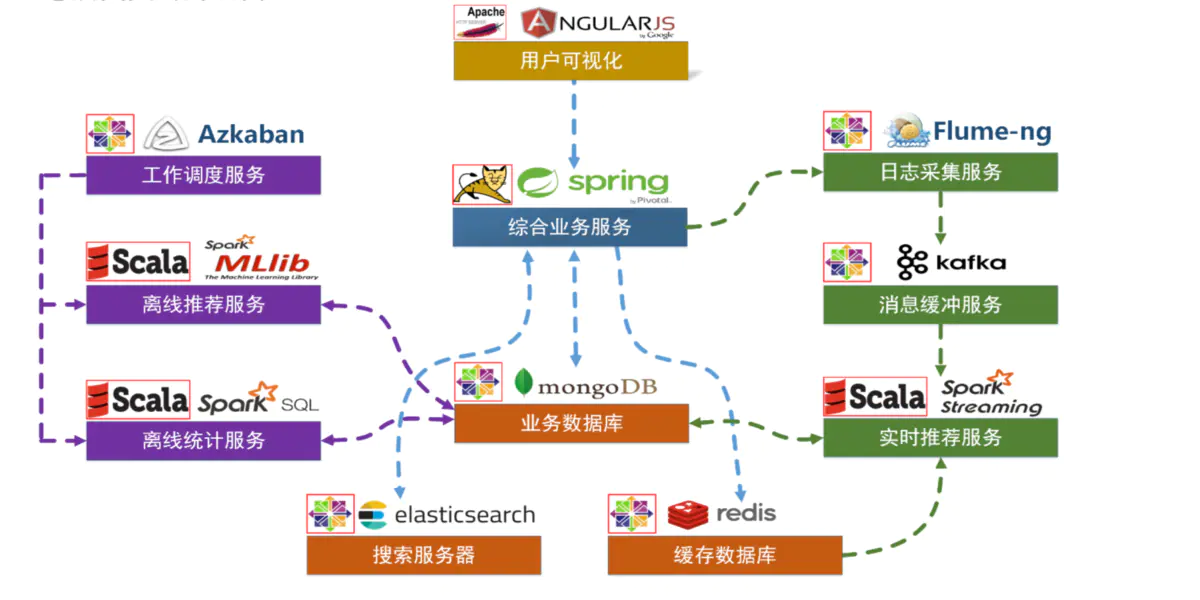 Apache
HTTP SERVER
ANGULARJS
by Google
用户可视化
Azkaban
工作调度服务
spring
by Pivotal.
综合业务服务
Flume-ng
日志采集服务
Scala
Spark
MLlib
The Machine Learning Library
离线推荐服务
kafka
消息缓冲服务
Scala
Spark SQL
离线统计服务
mongoDB
业务数据库
Scala
Spark
Streaming
实时推荐服务
elasticsearch
搜索服务器
redis
缓存数据库